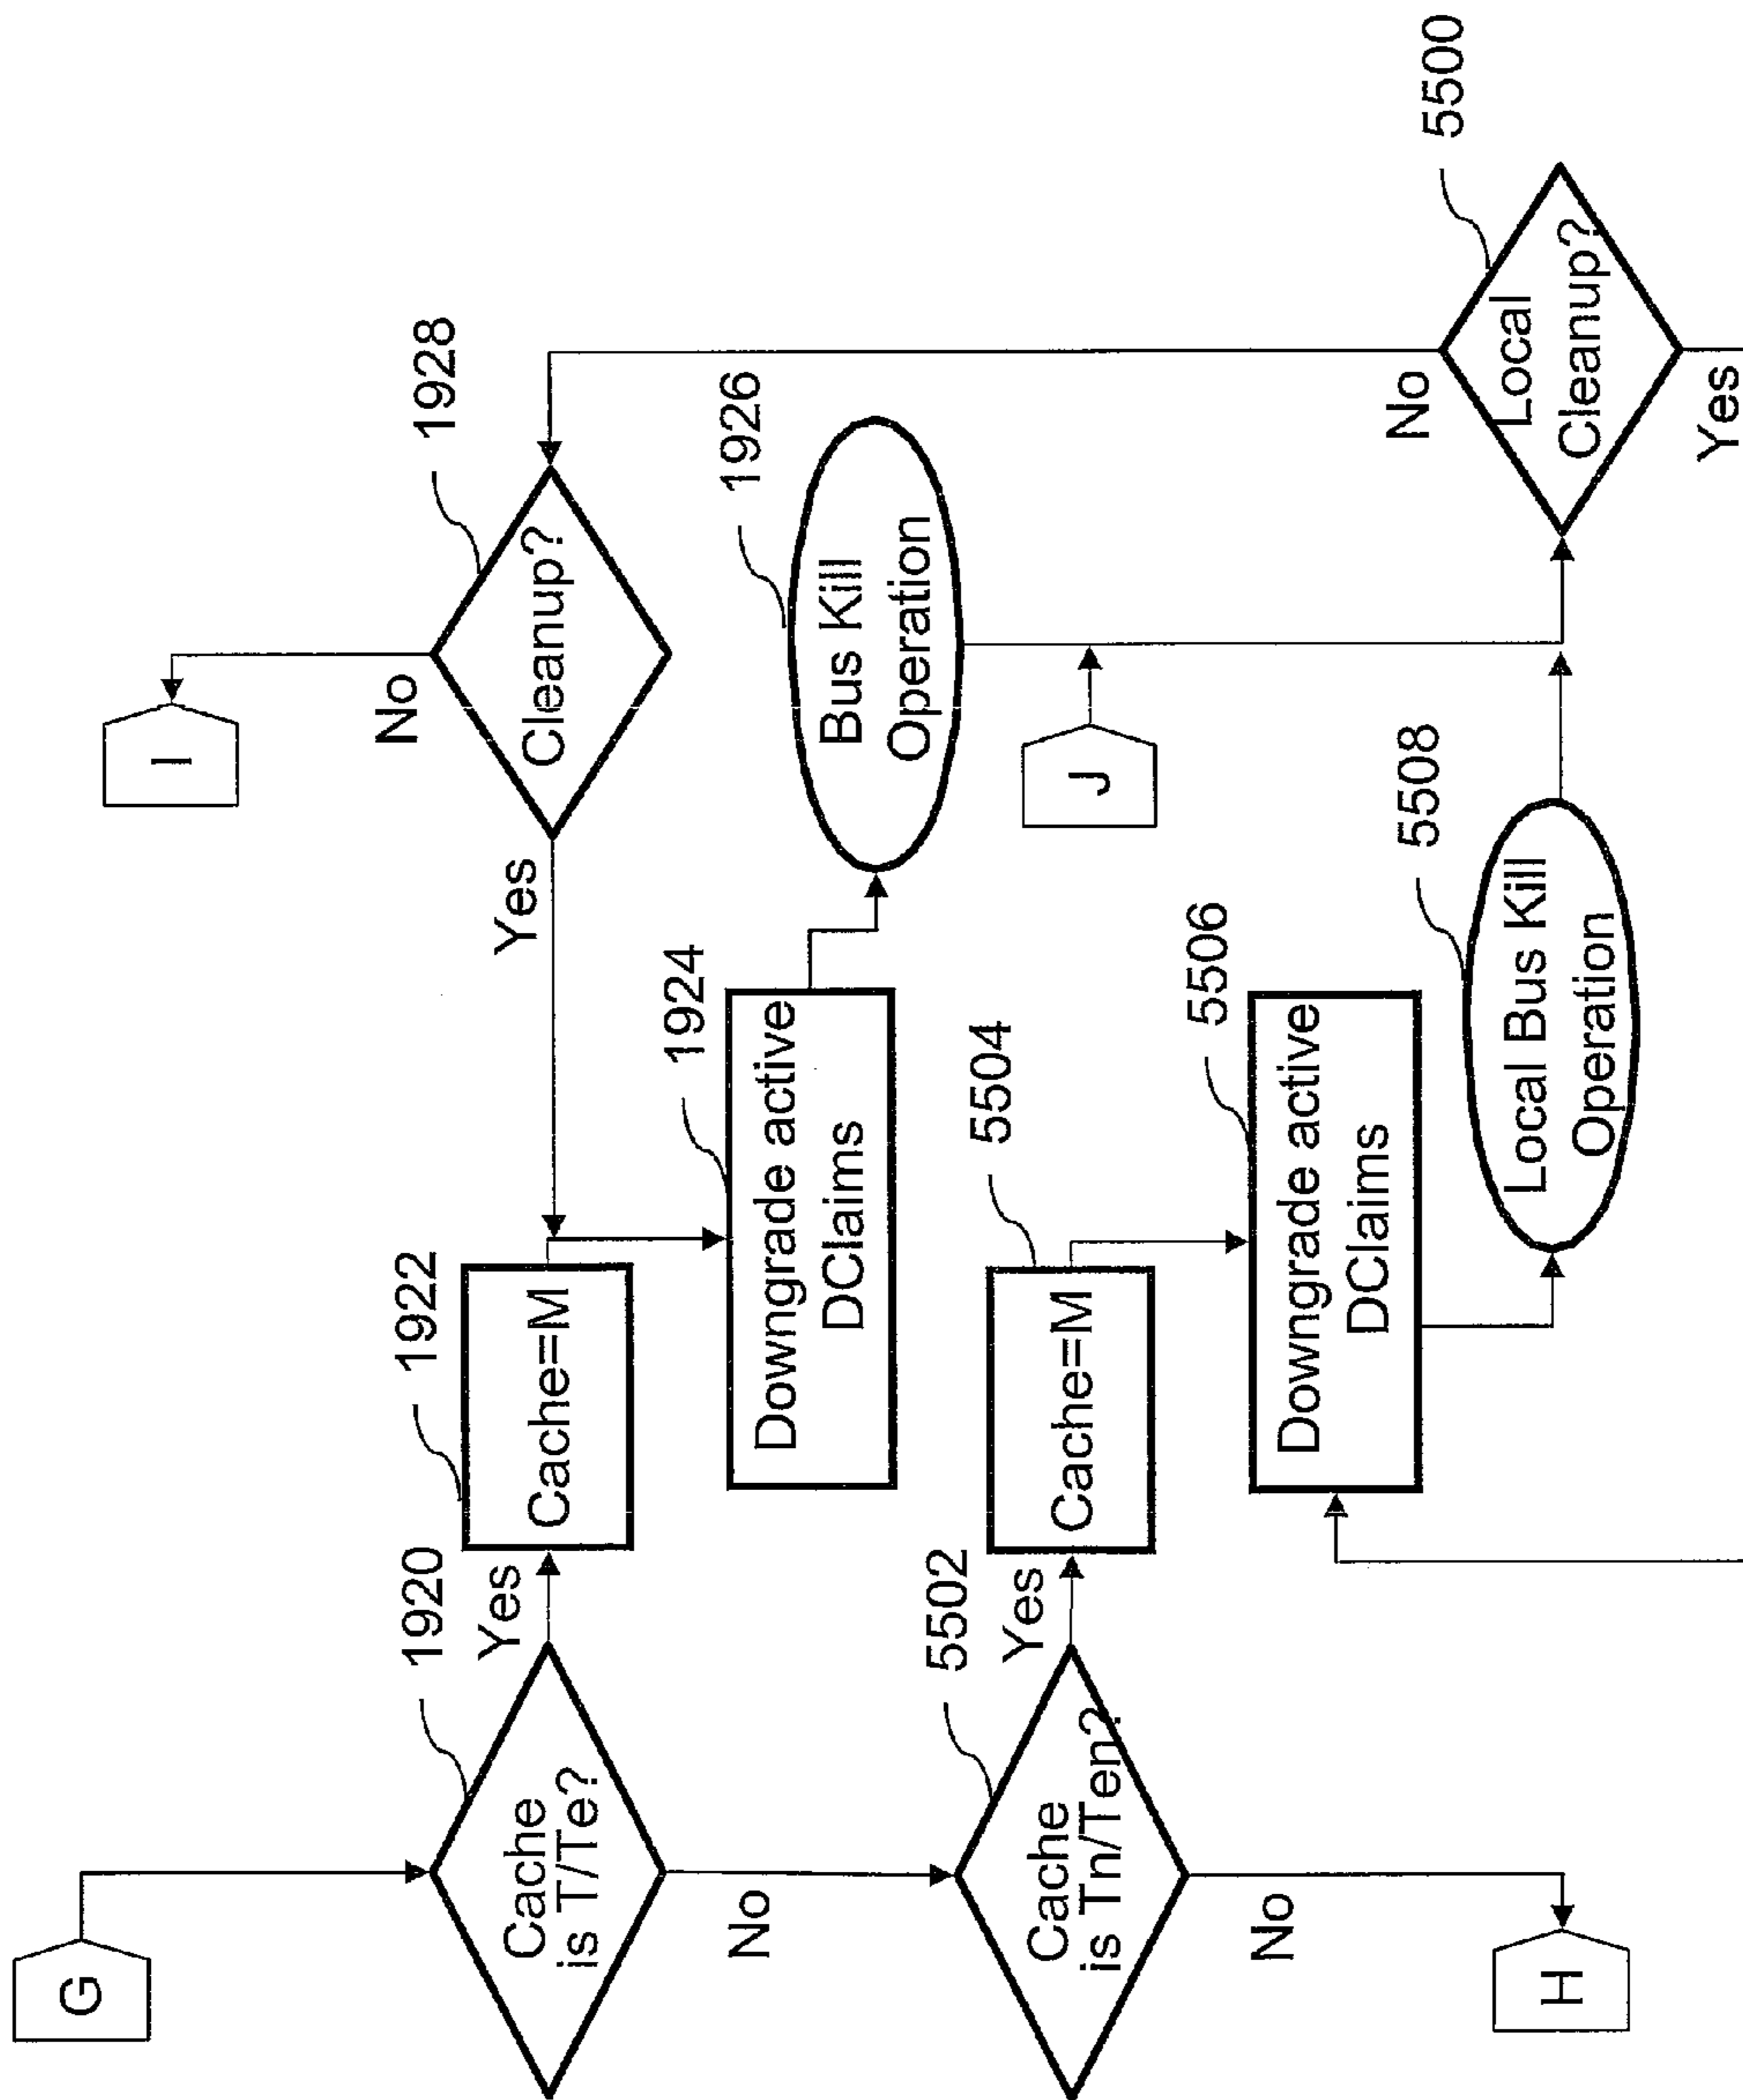 G
1920
Cache
is T/Te?
Yes
No
1922
Cache=M
1924
Downgrade active
DClaims
Yes
1928
Cleanup?
No
I
1926
Bus Kill
Operation
J
5502
Cache
is Tn/Ten?
Yes
No
H
5504
Cache=M
5506
Downgrade active
DClaims
5508
Local Bus Kill
Operation
5500
Local
Cleanup?
No
Yes